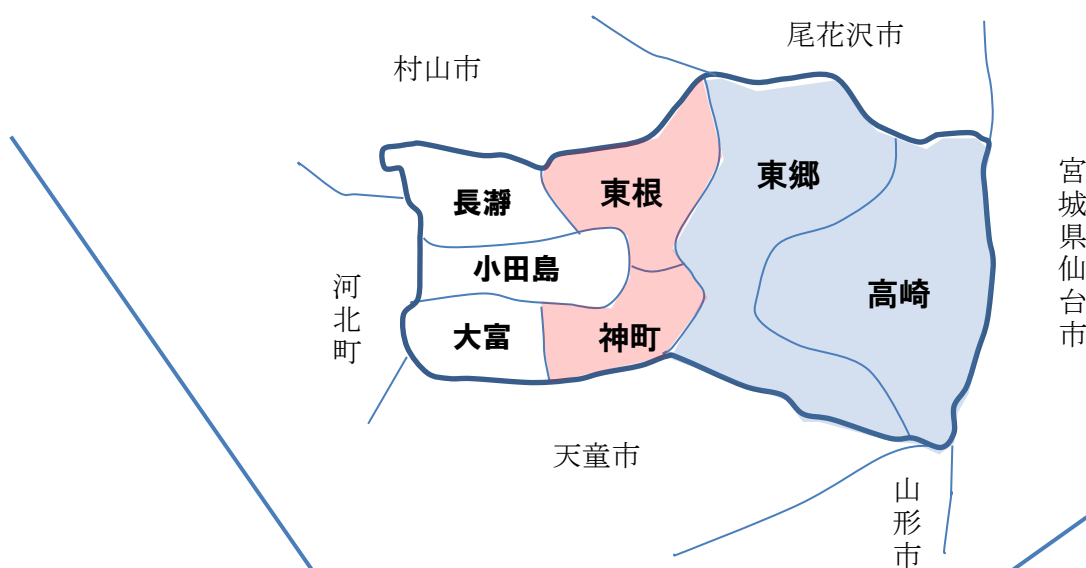 尾花沢市
村山市
宮城県仙台市
東郷
東根
長瀞
小田島
高崎
河北町
大富
神町
天童市
山形市